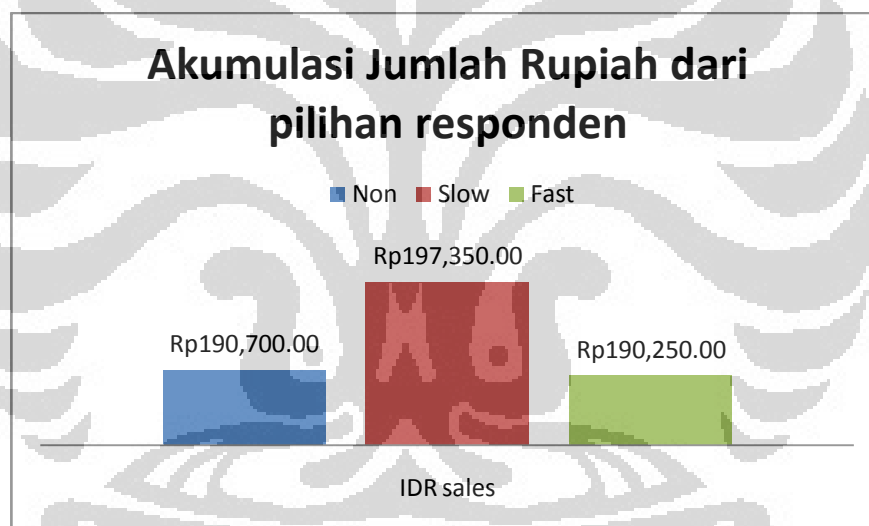 Akumulasi Jumlah Rupiah dari
pilihan responden
Non Slow Fast
Rp197,350.00
Rp190,700.00
Rp190,250.00
IDR sales